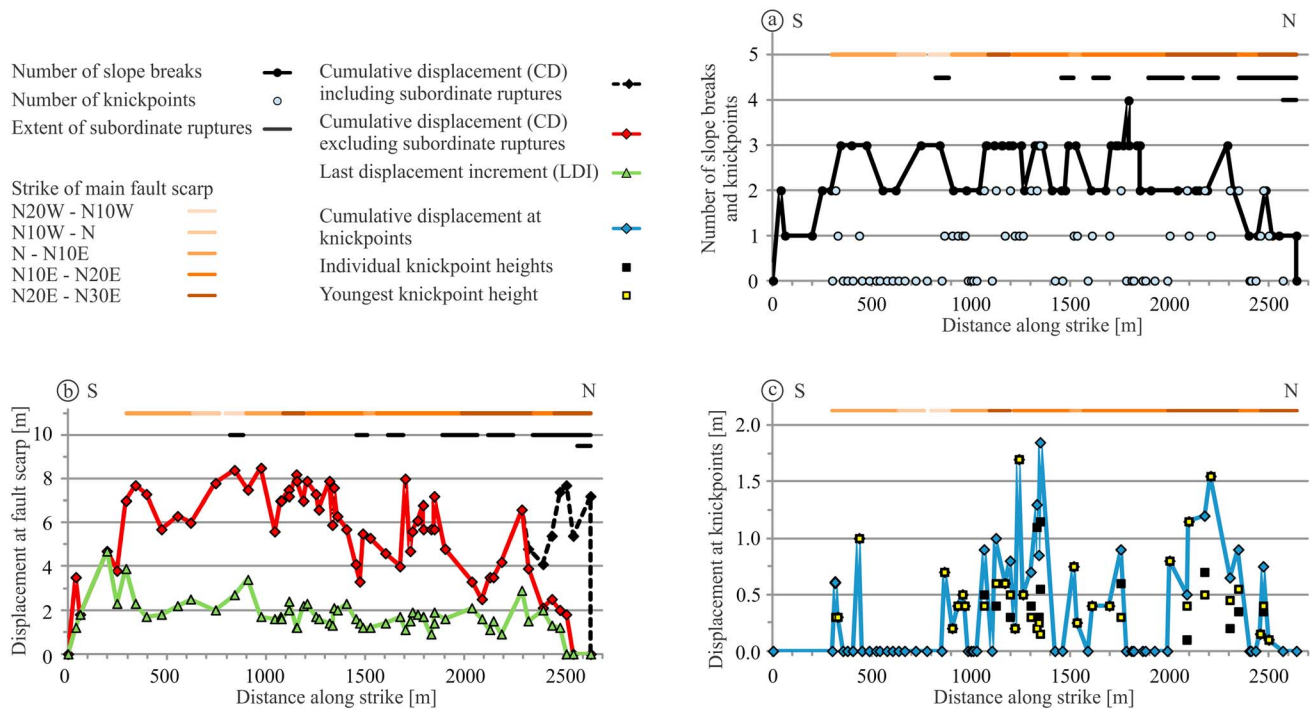 Number of slope breaks
Number of knickpoints
Extent of subordinate ruptures
Strike of main fault scarp
N20W - N10W
N10W - N
N - N10E
N10E - N20E
N20E - N30E
Cumulative displacement (CD)
including subordinate ruptures
Cumulative displacement (CD)
excluding subordinate ruptures
Last displacement increment (LDI)
Cumulative displacement at
knickpoints
Individual knickpoint heights
Youngest knickpoint height
a S N
Number of slope breaks
and knickpoints
5
4
3
2
1
0
0 500 1000 1500 2000 2500
Distance along strike [m]
b S N
Displacement at fault scarp [m]
10
8
6
4
2
0
0 500 1000 1500 2000 2500
Distance along strike [m]
c S N
Displacement at knickpoints [m]
2.0
1.5
1.0
0.5
0.0
0 500 1000 1500 2000 2500
Distance along strike [m]